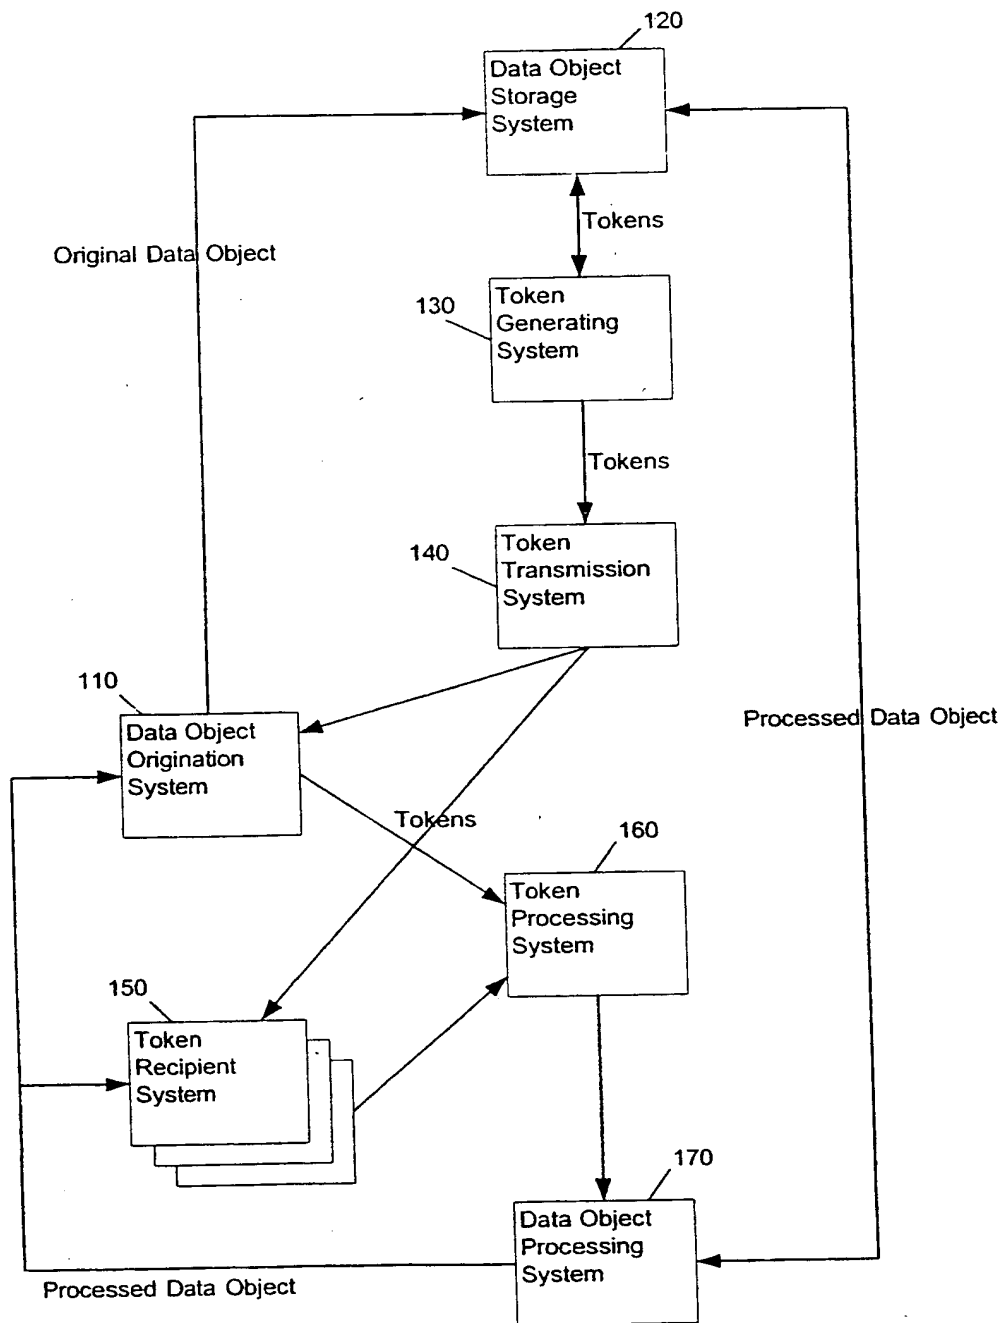 120
Data Object
Storage
System
Tokens
Original Data Object
130
Token
Generating
System
Tokens
140
Token
Transmission
System
110
Data Object
Origination
System
Processed Data Object
Tokens
160
Token
Processing
System
150
Token
Recipient
System
170
Data Object
Processing
System
Processed Data Object